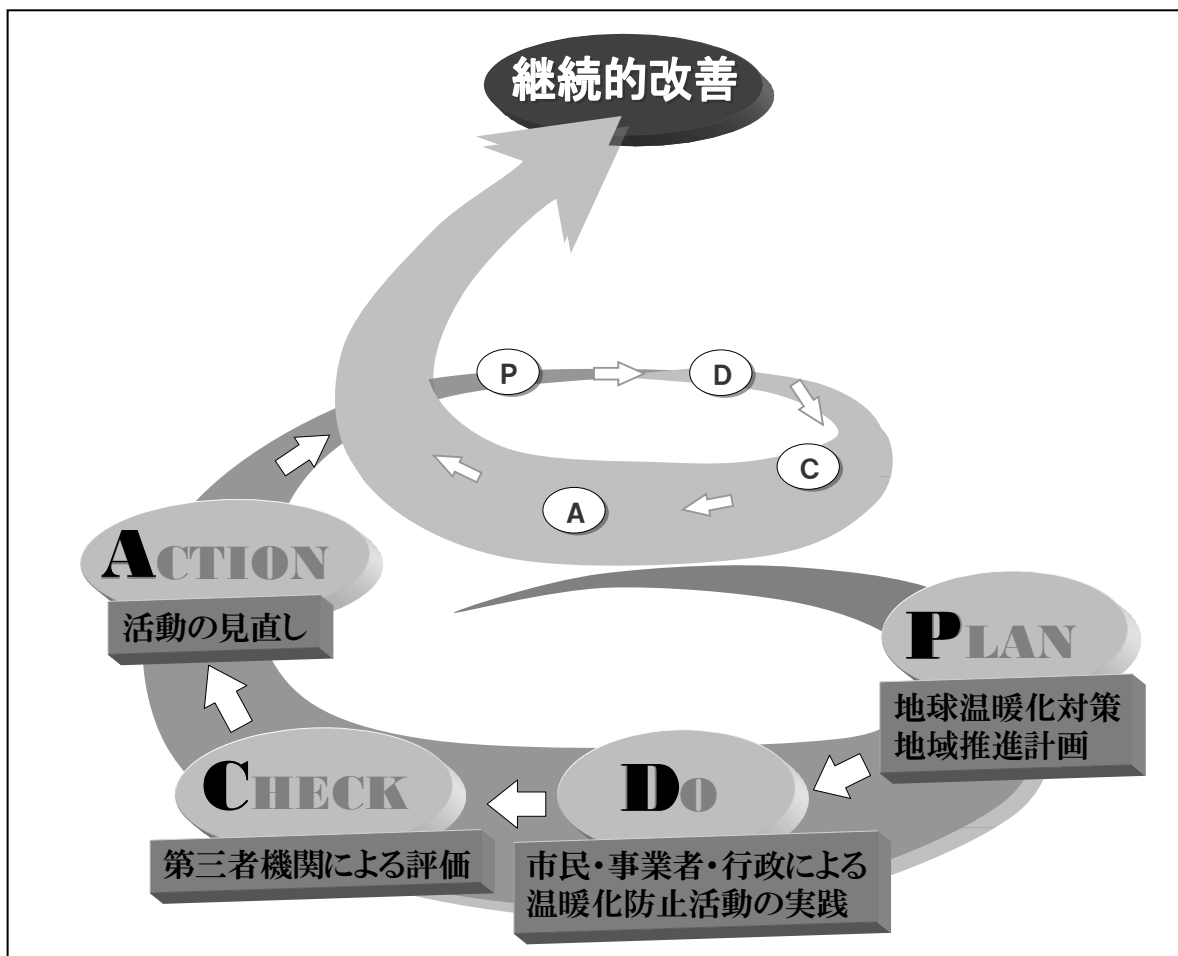 継続的改善
P
D
C
A
ACTION
活動の見直し
PLAN
地球温暖化対策
地域推進計画
CHECK
第三者機関による評価
DO
市民・事業者・行政による
温暖化防止活動の実践